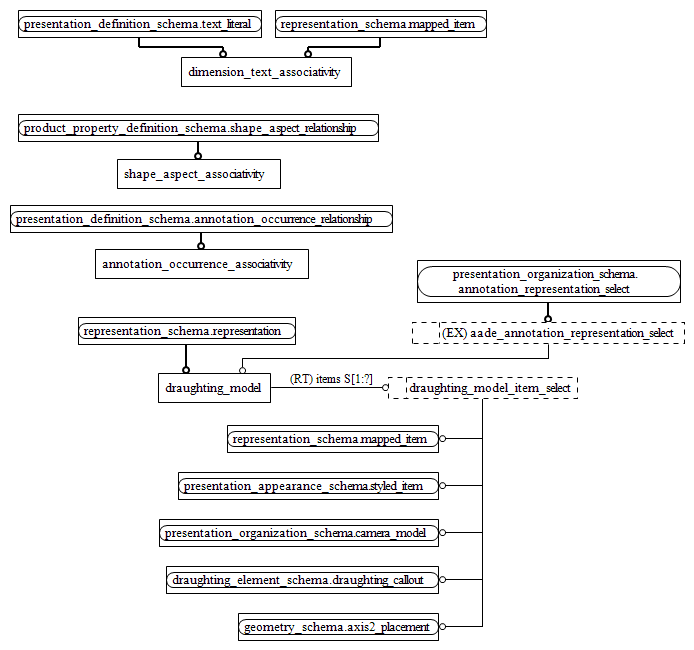 presentation_definition_schema.text_literal
representation_schema.mapped_item
dimension_text_associativity
product_property_definition_schema.shape_aspect_relationship
shape_aspect_associativity
presentation_definition_schema.annotation_occurrence_relationship
annotation_occurrence_associativity
presentation_organization_schema.
annotation_representation_select
representation_schema.representation
(EX) aade_annotation_representation_select
draughting_model
(RT) items S[1:?]
draughting_model_item_select
representation_schema.mapped_item
presentation_appearance_schema.styled_item
presentation_organization_schema.camera_model
draughting_element_schema.draughting_callout
geometry_schema.axis2_placement